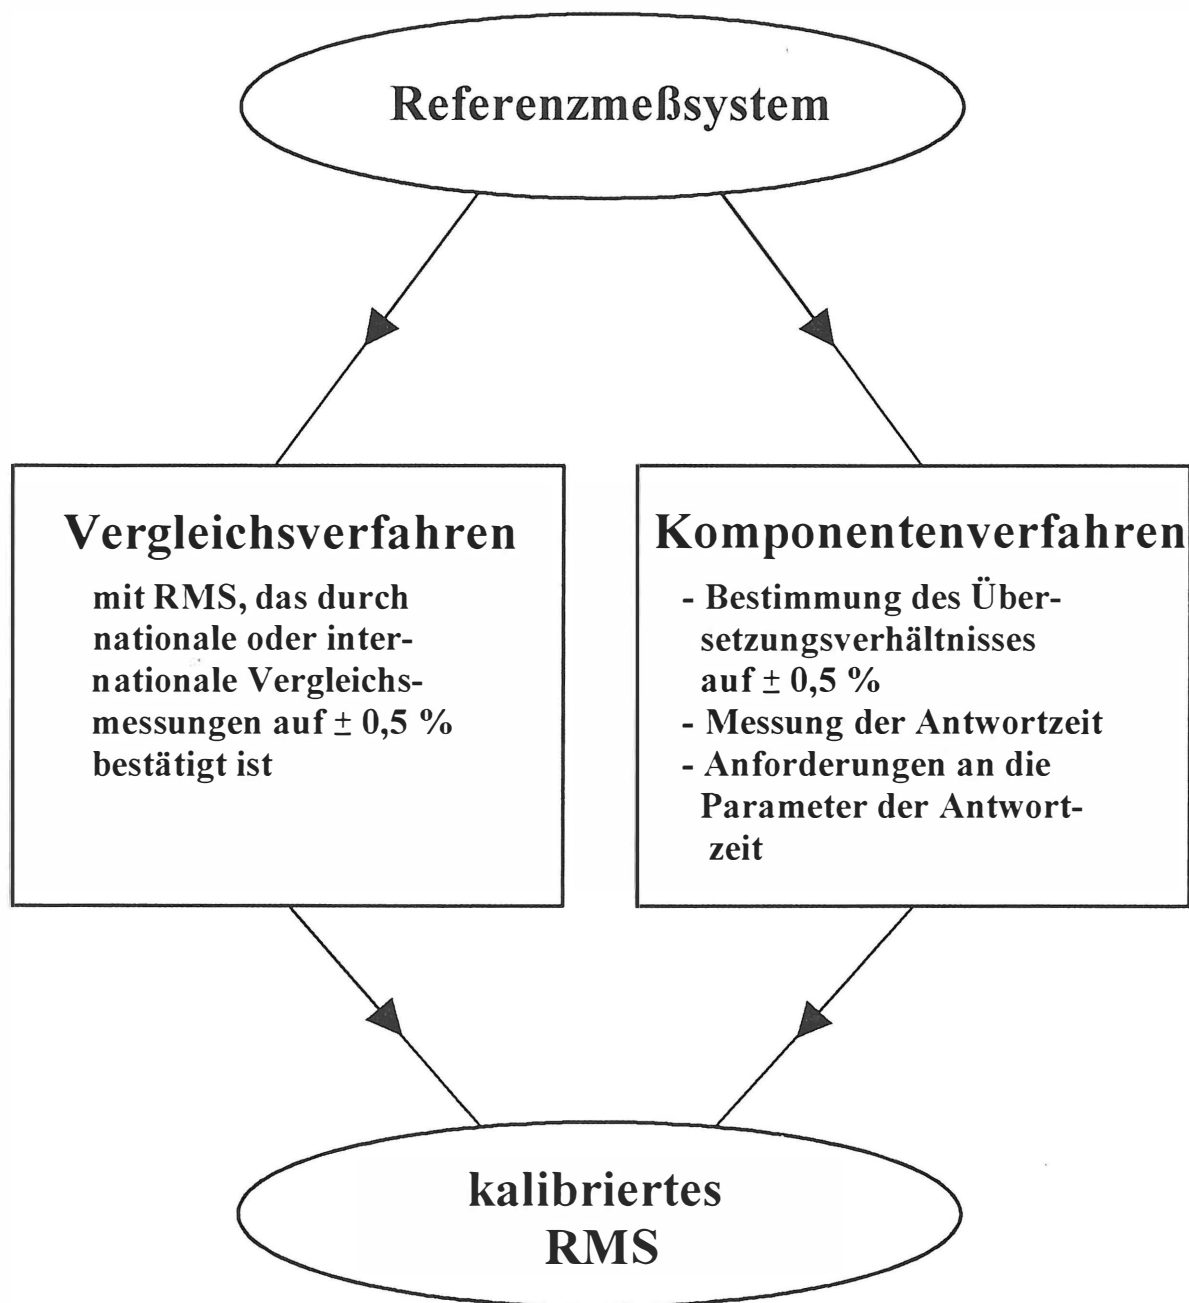 Referenzmeßsystem
Vergleichsverfahren
mit RMS, das durch
nationale oder inter-
nationale Vergleichs-
messungen auf ± 0,5 %
bestätigt ist
Komponentenverfahren
- Bestimmung des Über-
setzungsverhältnisses
auf ± 0,5 %
- Messung der Antwortzeit
- Anforderungen an die
Parameter der Antwort-
zeit
kalibriertes
RMS